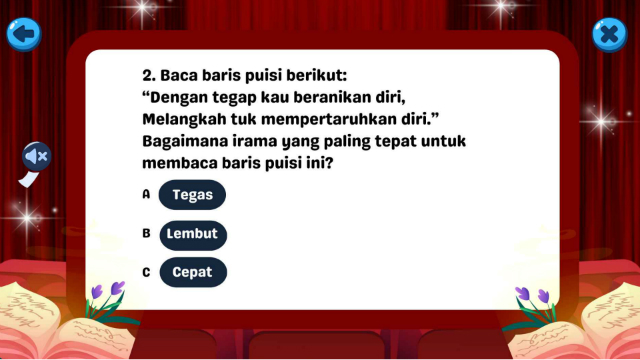 2. Baca baris puisi berikut:
“Dengan tegap kau beranikan diri,
Melangkah tuk mempertaruhkan diri.”
Bagaimana irama yang paling tepat untuk
membaca baris puisi ini?
A Tegas
B Lembut
C Cepat